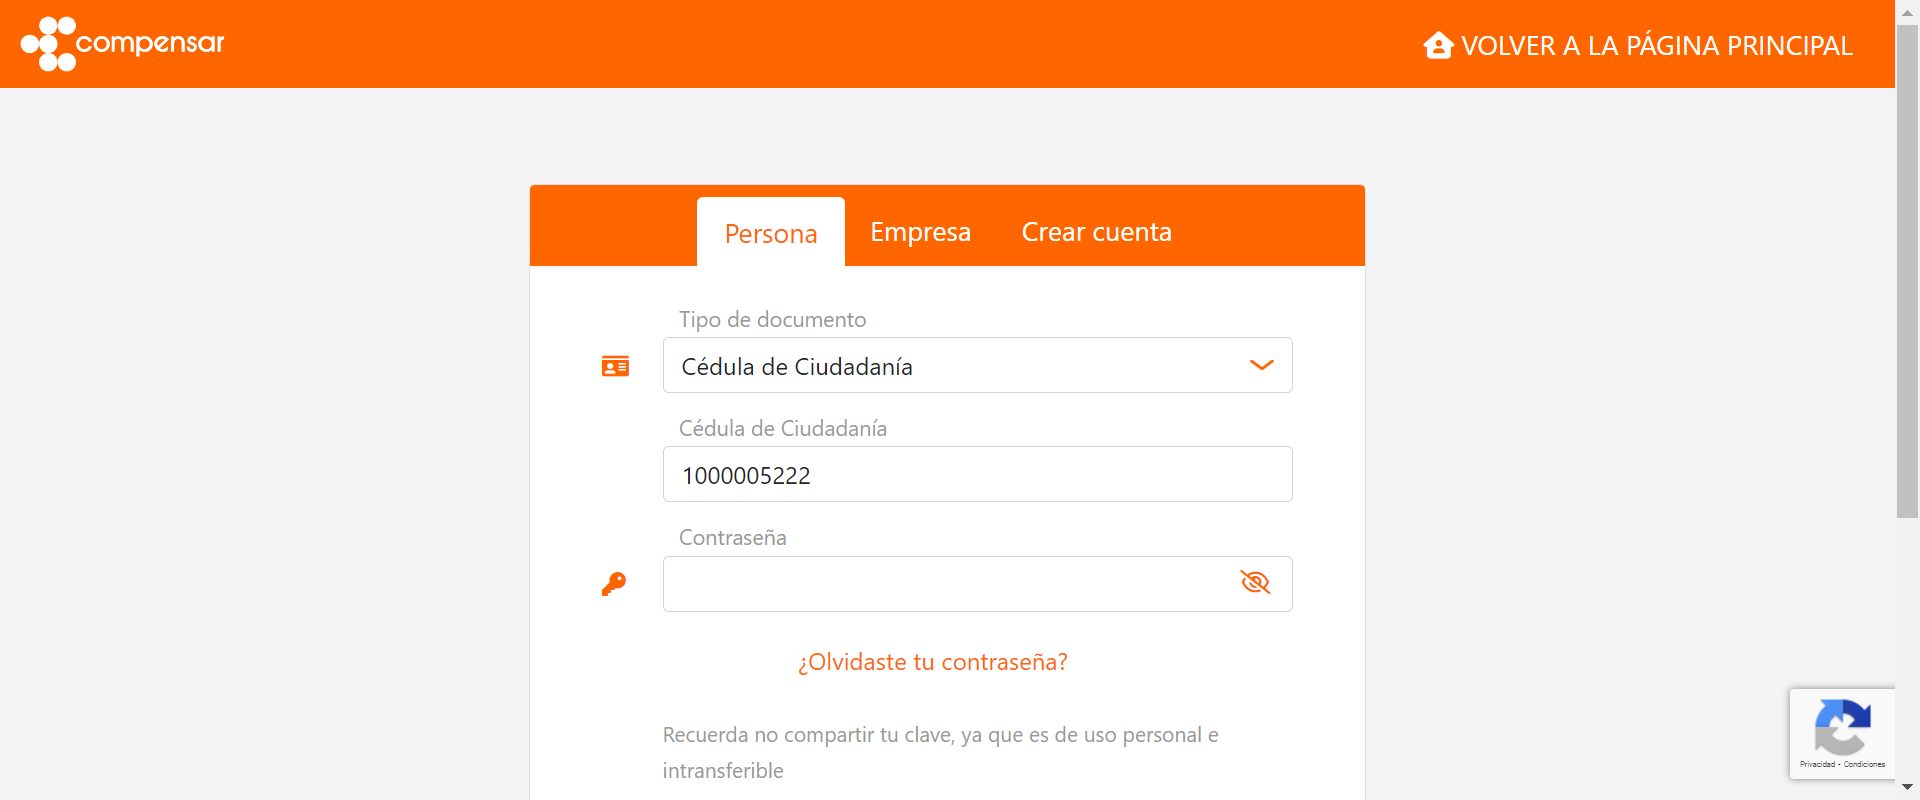 compensar
VOLVER A LA PÁGINA PRINCIPAL
Persona Empresa Crear cuenta
Tipo de documento
Cédula de Ciudadanía
Cédula de Ciudadanía
1000005222
Contraseña
¿Olvidaste tu contraseña?
Recuerda no compartir tu clave, ya que es de uso personal e
intransferible
Privacidad - Condiciones